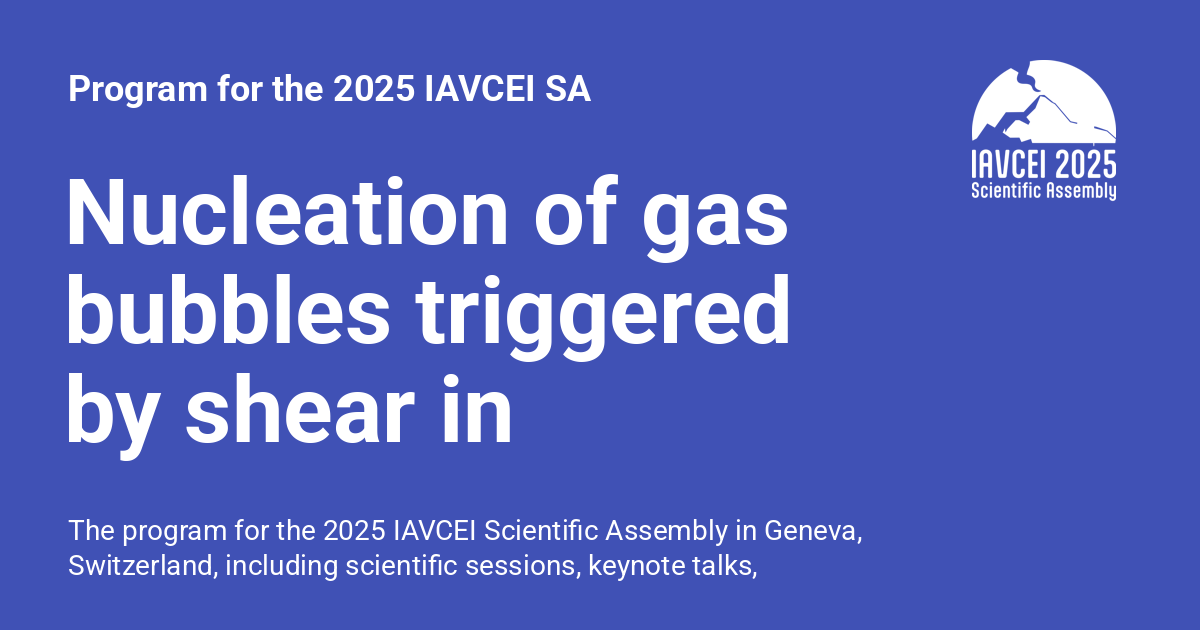 Program for the 2025 IAVCEI SA
IAVCEI 2025
Scientific Assembly
Nucleation of gas
bubbles triggered
by shear in
The program for the 2025 IAVCEI Scientific Assembly in Geneva,
Switzerland, including scientific sessions, keynote talks,